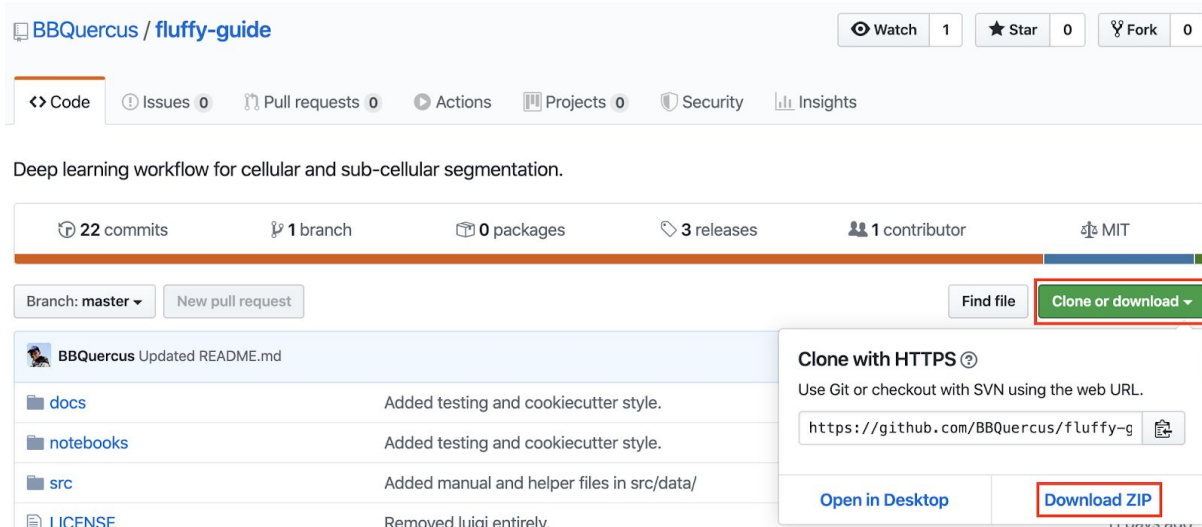 BBQuercus / fluffy-guide
Watch 1 Star 0 Fork 0
Code Issues 0 Pull requests 0 Actions Projects 0 Security Insights
Deep learning workflow for cellular and sub-cellular segmentation.
22 commits 1 branch 0 packages 3 releases 1 contributor MIT
Branch: master New pull request Find file Clone or download
BBQuercus Updated README.md
Clone with HTTPS
Use Git or checkout with SVN using the web URL.
docs Added testing and cookiecutter style.
https://github.com/BBQuercus/fluffy-g
notebooks Added testing and cookiecutter style.
src Added manual and helper files in src/data/
Open in Desktop Download ZIP
LICENSE Removed luigi entirely.
days ago